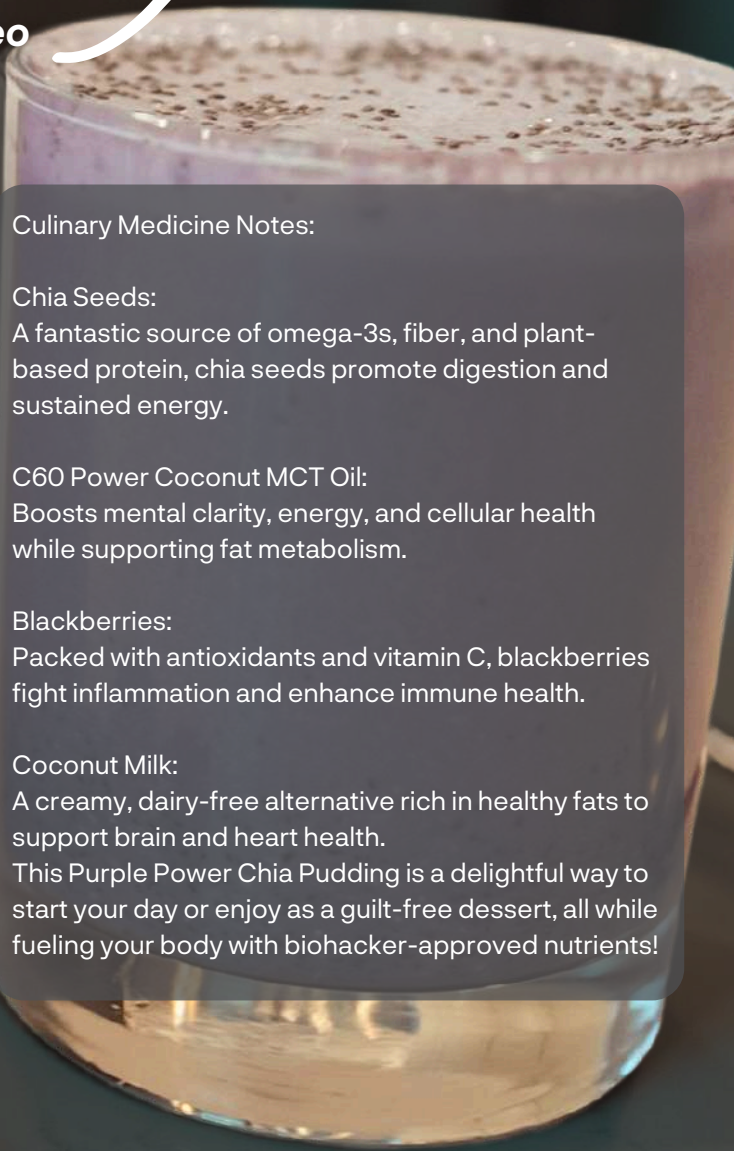 eo
Culinary Medicine Notes:
Chia Seeds:
A fantastic source of omega-3s, fiber, and plant-
based protein, chia seeds promote digestion and
sustained energy.
C60 Power Coconut MCT Oil:
Boosts mental clarity, energy, and cellular health
while supporting fat metabolism.
Blackberries:
Packed with antioxidants and vitamin C, blackberries
fight inflammation and enhance immune health.
Coconut Milk:
A creamy, dairy-free alternative rich in healthy fats to
support brain and heart health.
This Purple Power Chia Pudding is a delightful way to
start your day or enjoy as a guilt-free dessert, all while
fueling your body with biohacker-approved nutrients!